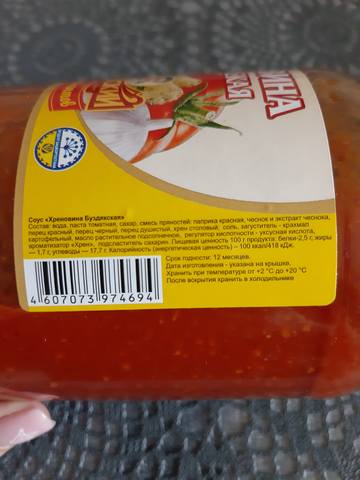 ИНА
СКАЯ
СКИЙ
Соус «Хреновина Буздякская»
Состав: вода, паста томатная, сахар, смесь пряностей: паприка красная, чеснок и экстракт чеснока,
перец красный, перец черный, перец душистый, хрен столовый, соль, загуститель - крахмал
картофельный, масло растительное подсолнечное, регулятор кислотности - уксусная кислота,
ароматизатор «Хрен», подсластитель сахарин. Пищевая ценность 100 г продукта: белки-2,5 г, жиры
– 1,7 г, углеводы — 17,7 г. Калорийность (энергетическая ценность) – 100 ккал/418 кДж.
Срок годности: 12 месяцев.
Дата изготовления - указана на крышке.
Хранить при температуре от +2 °С до +20 °С
После вскрытия хранить в холодильнике
4 607073 974694